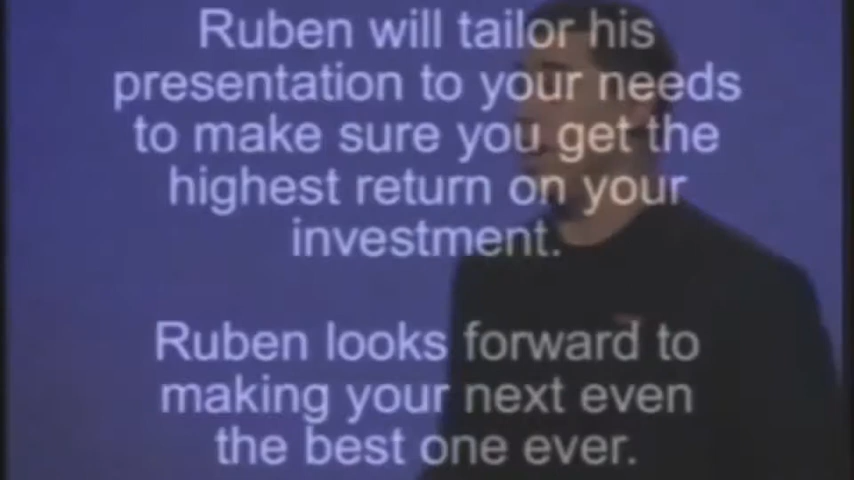 Ruben will tailor his
presentation to your needs
to make sure you get the
highest return on your
investment.
Ruben looks forward to
making your next even
the best one ever.